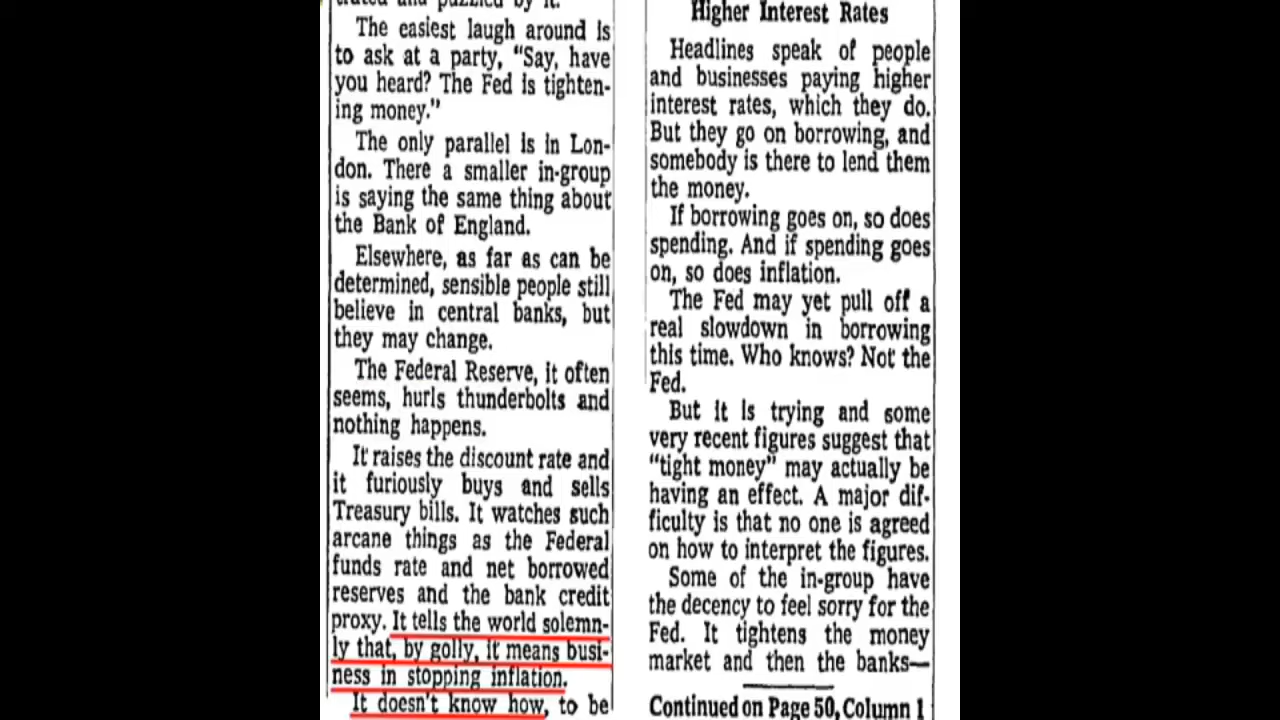 The easiest laugh around is
to ask at a party, "Say, have
you heard? The Fed is tighten-
ing money."
The only parallel is in Lon-
don. There a smaller in-group
is saying the same thing about
the Bank of England.
Elsewhere, as far as can be
determined, sensible people still
believe in central banks, but
they may change.
The Federal Reserve, it often
seems, hurls thunderbolts and
nothing happens.
It raises the discount rate and
it furiously buys and sells
Treasury bills. It watches such
arcane things as the Federal
funds rate and net borrowed
reserves and the bank credit
proxy. It tells the world solemn-
ly that, by golly, it means busi-
ness in stopping inflation.
It doesn't know how, to be
Higher Interest Rates
Headlines speak of people
and businesses paying higher
interest rates, which they do.
But they go on borrowing, and
somebody is there to lend them
the money.
If borrowing goes on, so does
spending. And if spending goes
on, so does inflation.
The Fed may yet pull off a
real slowdown in borrowing
this time. Who knows? Not the
Fed.
But it is trying and some
very recent figures suggest that
"tight money" may actually be
having an effect. A major dif-
ficulty is that no one is agreed
on how to interpret the figures.
Some of the in-group have
the decency to feel sorry for the
Fed. It tightens the money
market and then the banks—
Continued on Page 50, Column 1